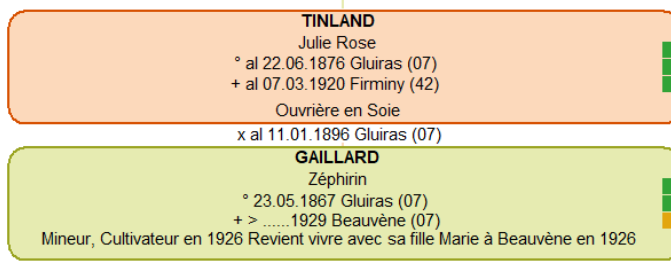 TINLAND
Julie Rose
° al 22.06.1876 Gluiras (07)
+ al 07.03.1920 Firminy (42)
Ouvrière en Soie
x al 11.01.1896 Gluiras (07)
GAILLARD
Zéphirin
° 23.05.1867 Gluiras (07)
+ > ......1929 Beauvène (07)
Mineur, Cultivateur en 1926 Revient vivre avec sa fille Marie à Beauvène en 1926